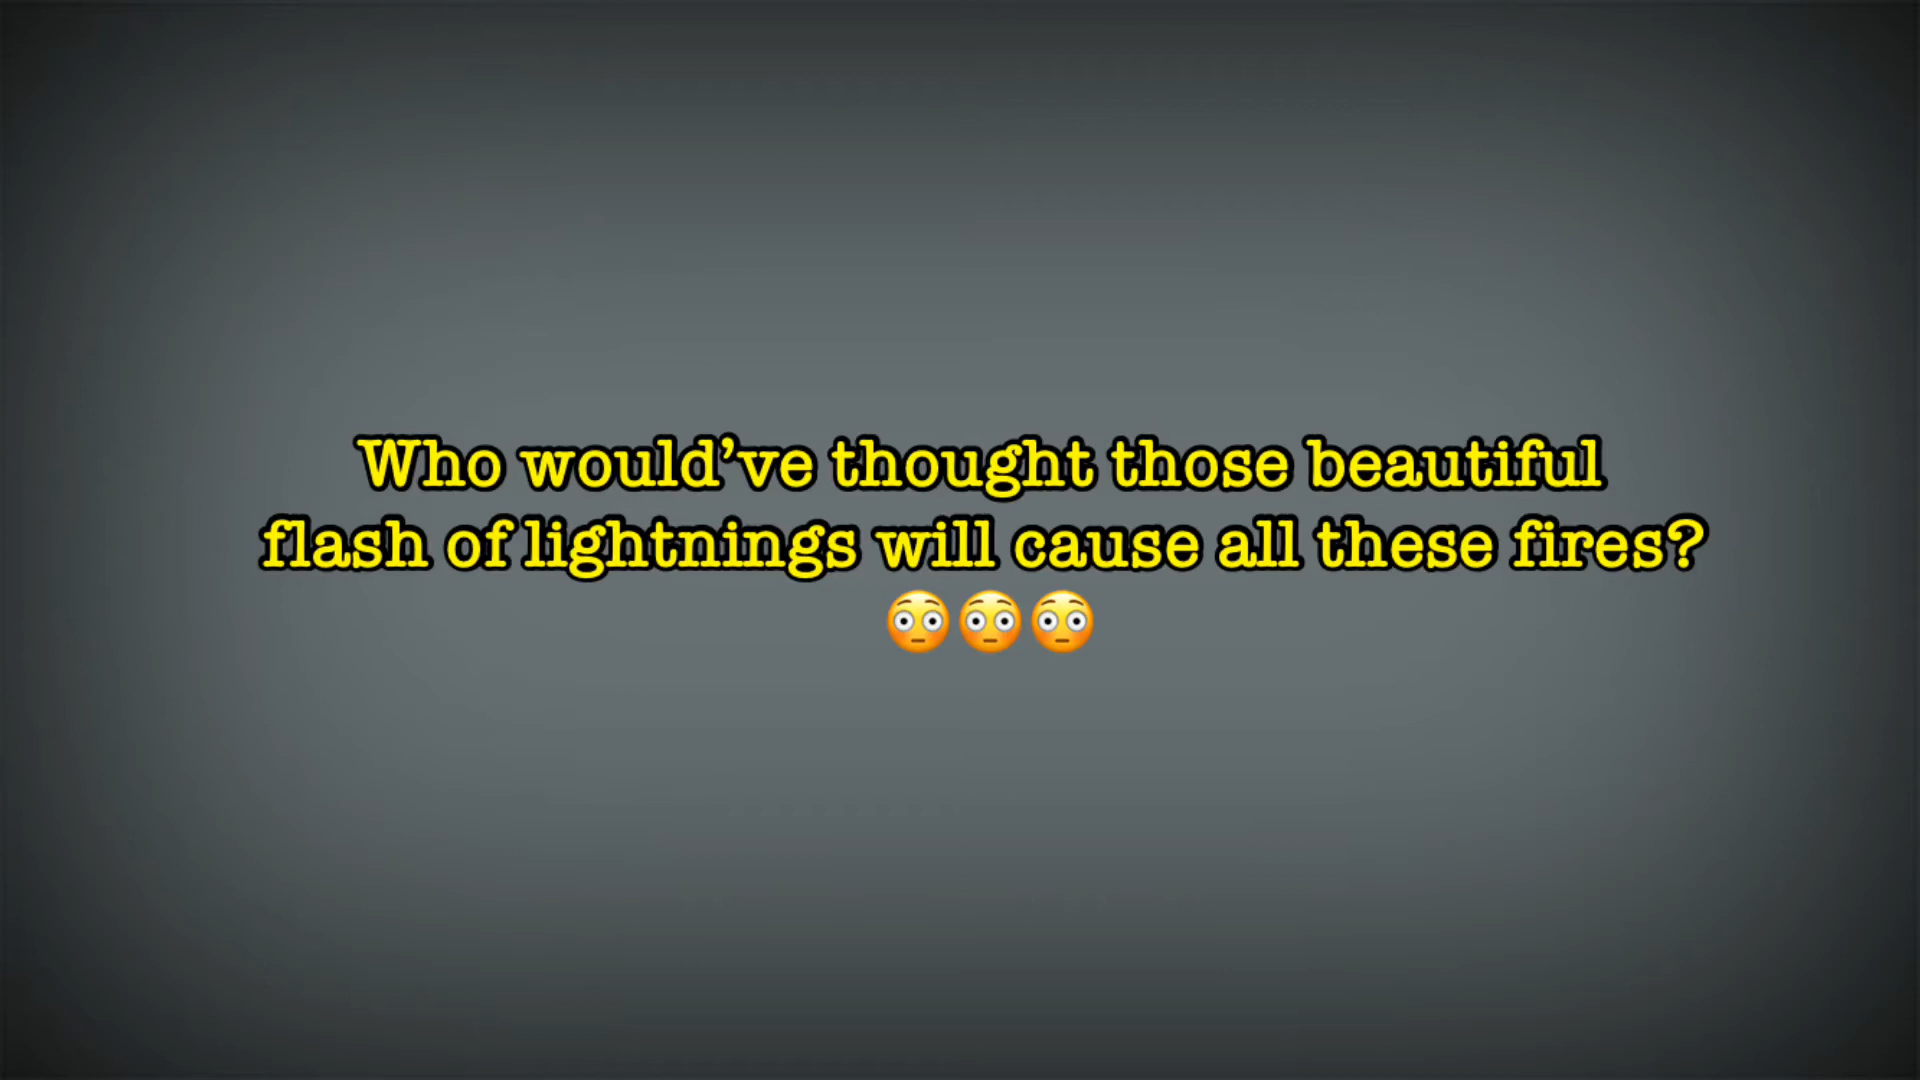 Who would’ve thought those beautiful
flash of lightnings will cause all these fires?
😳😳😳